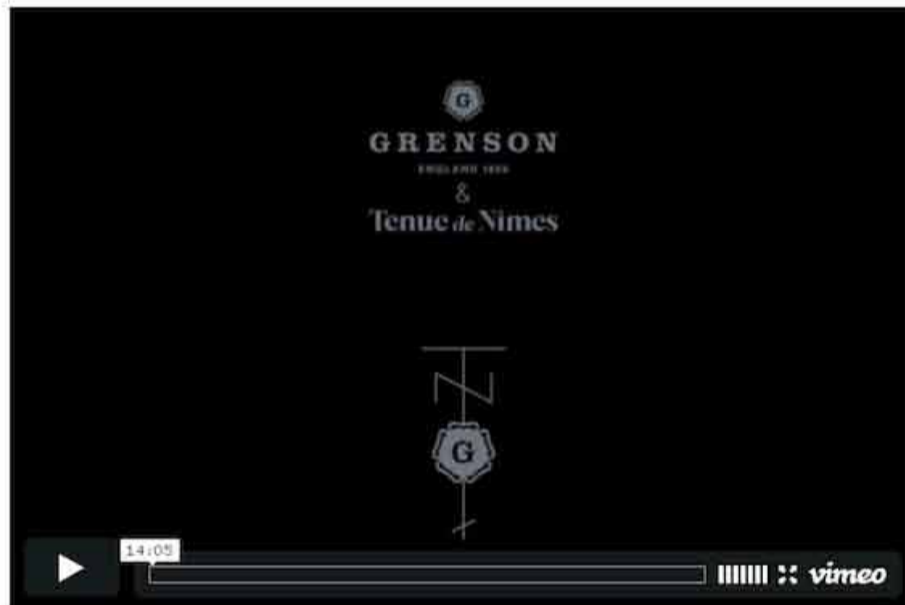 G
GRENSON
ENGLAND 1866
&
Tenue de Nimes
G
14:05
vimeo